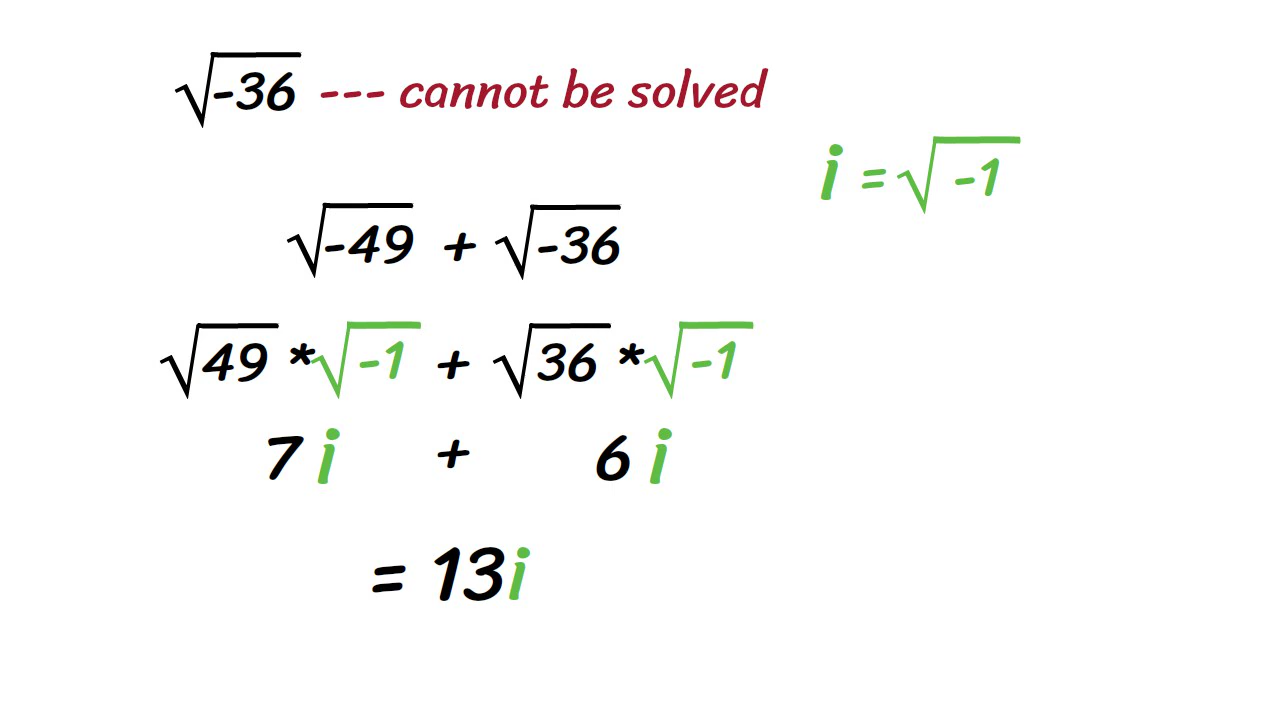 √-36 --- cannot be solved
i = √-1
√-49 + √-36
√49 * √-1 + √36 * √-1
7 i + 6 i
= 13i